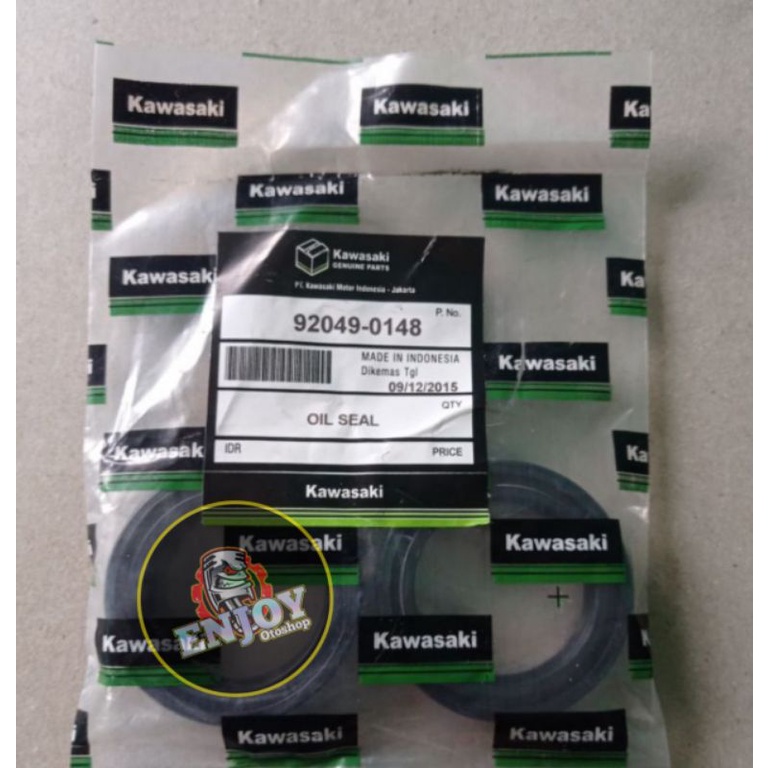 Kawasaki Kawasaki Ka
Kawasaki Kawasaki
Kawasaki
GENUINE PARTS
PT. Kawasaki Motor Indonesia - Jakarta
Kawasaki Ka
P. No.
92049-0148
MADE IN INDONESIA
Dikemas Tgl
09/12/2015
Kawasaki
QTY
OIL SEAL
IDR PRICE
Kawasak Ka
Kawasaki
Kawasaki Kawasaki
ENJOY
Otoshop
Kawasaki Kawasaki
Kawasaki Kawasaki